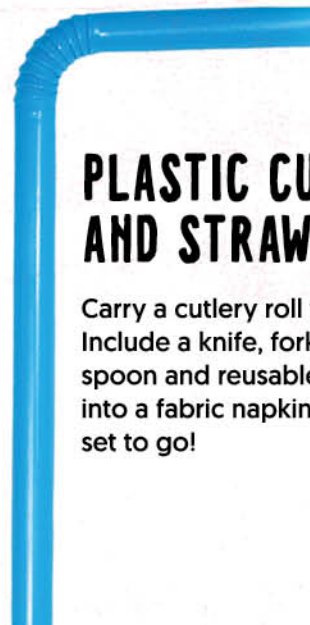 PLASTIC CU
AND STRAW
Carry a cutlery roll
Include a knife, fork
spoon and reusable
into a fabric napkin
set to go!